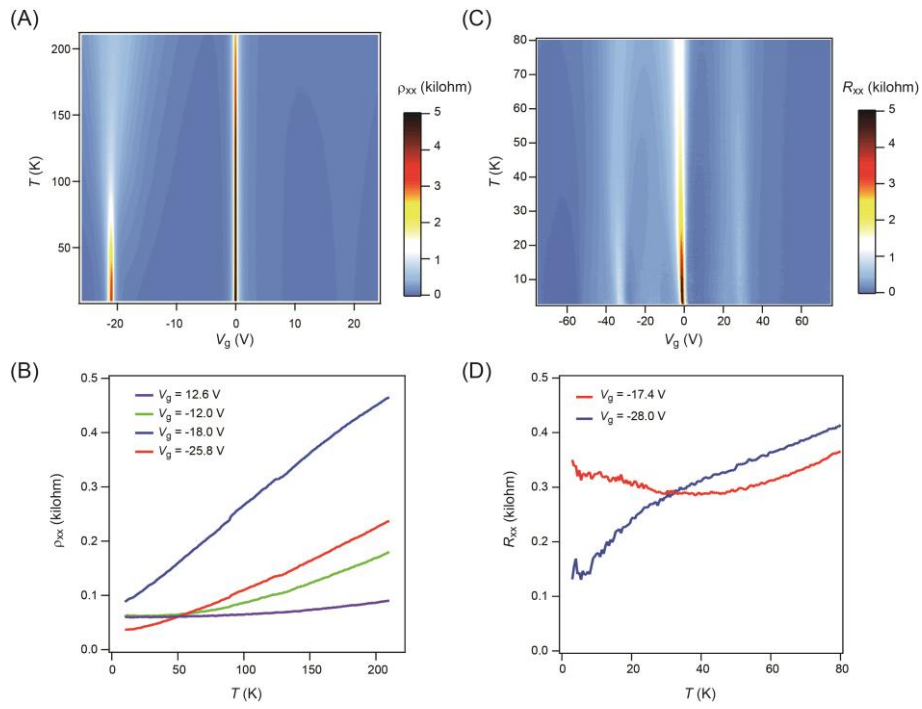 (A)
200
150
100
50
T (K)
-20
-10
0
10
20
Vg (V)
ρxx (kilohm)
5
4
3
2
1
0
(C)
80
70
60
50
40
30
20
10
T (K)
-60
-40
-20
0
20
40
60
Vg (V)
Rxx (kilohm)
5
4
3
2
1
0
(B)
0.5
0.4
0.3
0.2
0.1
0.0
ρxx (kilohm)
Vg = 12.6 V
Vg = -12.0 V
Vg = -18.0 V
Vg = -25.8 V
0
50
100
150
200
T (K)
(D)
0.5
0.4
0.3
0.2
0.1
0.0
Rxx (kilohm)
Vg = -17.4 V
Vg = -28.0 V
0
20
40
60
80
T (K)